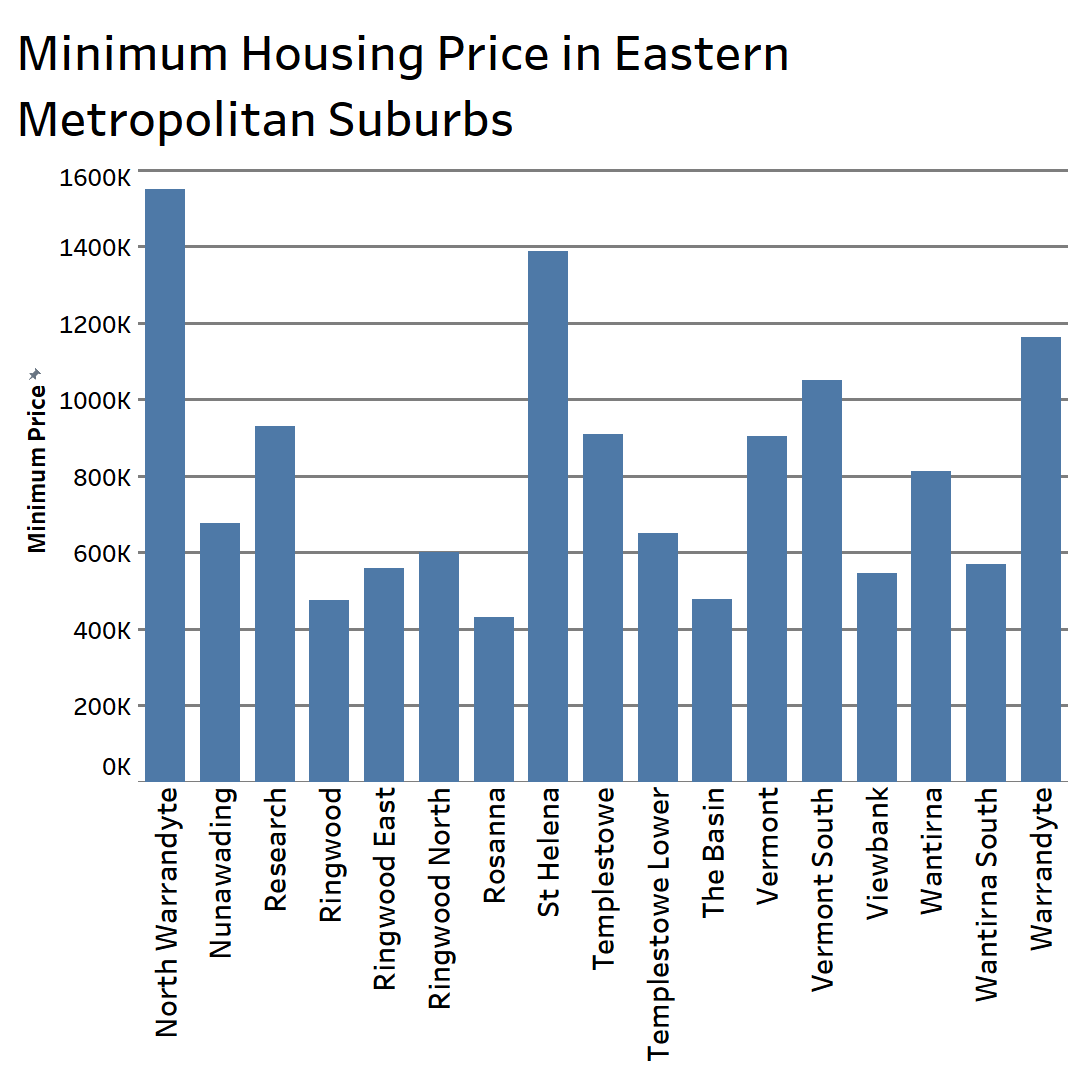 Minimum Housing Price in Eastern
Metropolitan Suburbs
1600K
1400K
1200K
1000K
800K
600K
400K
200K
0K
Minimum Price
North Warrandyte
Nunawading
Research
Ringwood
Ringwood East
Ringwood North
Rosanna
St Helena
Templestowe
Templestowe Lower
The Basin
Vermont
Vermont South
Viewbank
Wantirna
Wantirna South
Warrandyte